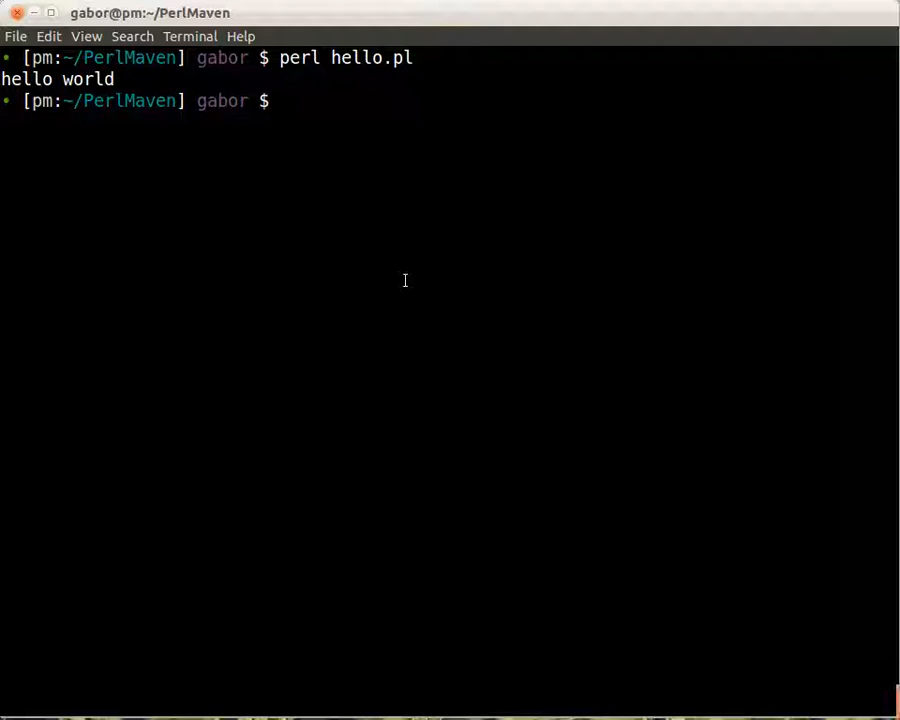 gabor@pm:~/PerlMaven
File Edit View Search Terminal Help
• [pm:~/PerlMaven] gabor $ perl hello.pl
hello world
• [pm:~/PerlMaven] gabor $